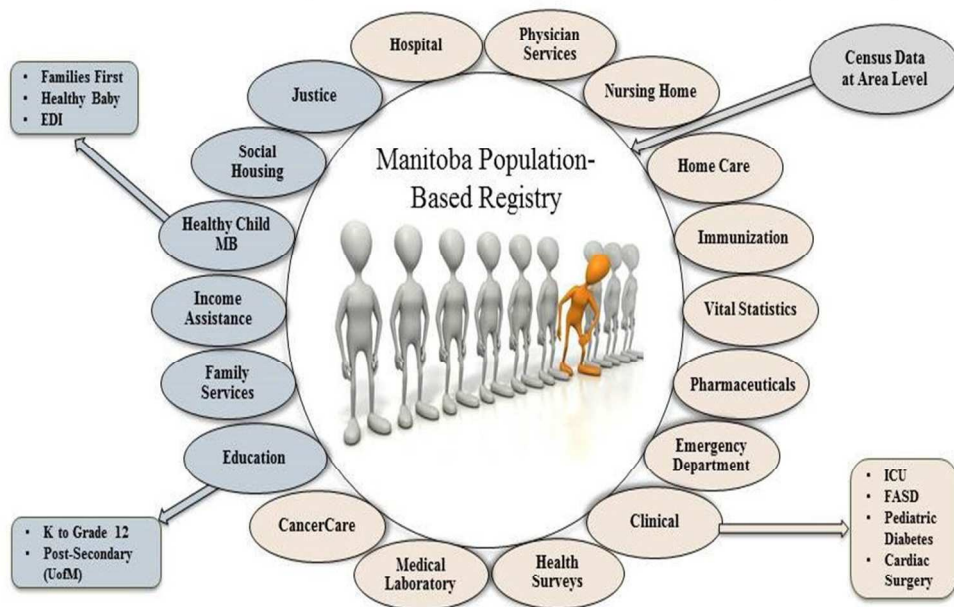 Manitoba Population-
Based Registry
Hospital
Physician
Services
Nursing Home
Census Data
at Area Level
Home Care
Immunization
Vital Statistics
Pharmaceuticals
Emergency
Department
Clinical
• ICU
• FASD
• Pediatric
Diabetes
• Cardiac
Surgery
Health
Surveys
Medical
Laboratory
CancerCare
Education
• K to Grade 12
• Post-Secondary
(UofM)
Family
Services
Income
Assistance
Healthy Child
MB
• Families First
• Healthy Baby
• EDI
Social
Housing
Justice